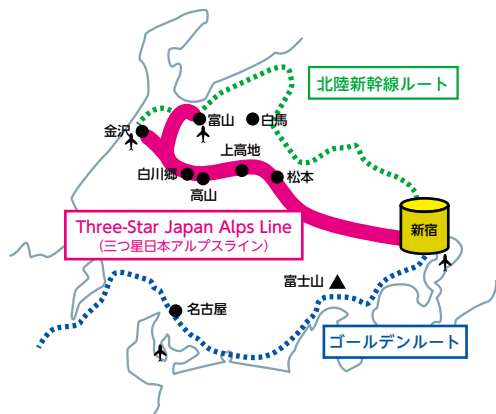 北陸新幹線ルート
富山
白馬
金沢
上高地
白川郷
松本
高山
Three-Star Japan Alps Line
(三つ星日本アルプスライン)
新宿
富士山
名古屋
ゴールデンルート